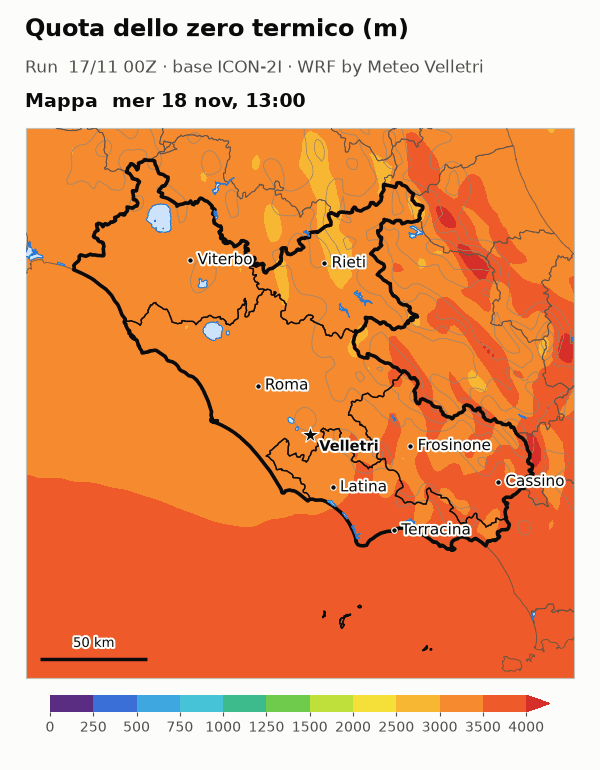 Quota dello zero termico (m)
Run  17/11 00Z · base ICON-2I · WRF by Meteo Velletri
Mappa  mer 18 nov, 13:00
Viterbo
Rieti
Roma
Velletri
Frosinone
Cassino
Latina
Terracina
50 km
0 250 500 750 1000 1250 1500 2000 2500 3000 3500 4000